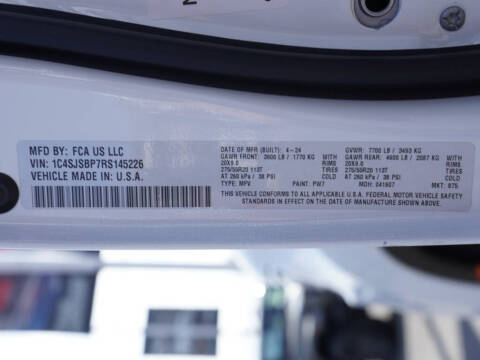 MFD BY: FCA US LLC
VIN: 1C4SJSBP7RS145226
VEHICLE MADE IN: U.S.A.
DATE OF MFR (BUILT): 4-24 GVWR: 7700 LB / 3493 KG
GAWR FRONT: 3900 LB / 1770 KG WITH GAWR REAR: 4600 LB / 2087 KG WITH
20X9.0 RIMS 20X9.0 RIMS
275/55R20 113T TIRES 275/55R20 113T TIRES
AT 260 kPa / 38 PSI COLD AT 260 kPa / 38 PSI COLD
TYPE: MPV PAINT: PW7 MDH: 041907 MKT: 875
THIS VEHICLE CONFORMS TO ALL APPLICABLE U.S.A. FEDERAL MOTOR VEHICLE SAFETY
STANDARDS IN EFFECT ON THE DATE OF MANUFACTURE SHOWN ABOVE.